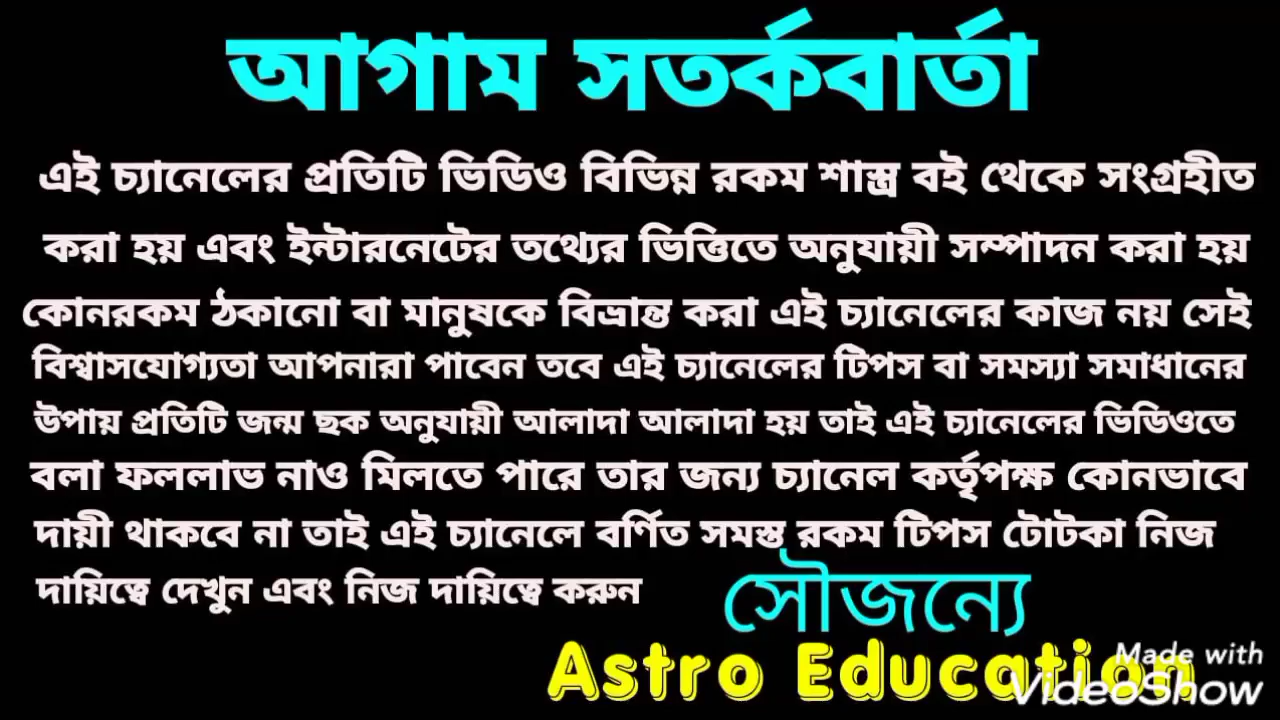 আগাম সতর্কবার্তা
এই চ্যানেলের প্রতিটি ভিডিও বিভিন্ন রকম শাস্ত্র বই থেকে সংগ্রহীত
করা হয় এবং ইন্টারনেটের তথ্যের ভিত্তিতে অনুযায়ী সম্পাদন করা হয়
কোনরকম ঠকানো বা মানুষকে বিভ্রান্ত করা এই চ্যানেলের কাজ নয় সেই
বিশ্বাসযোগ্যতা আপনারা পাবেন তবে এই চ্যানেলের টিপস বা সমস্যা সমাধানের
উপায় প্রতিটি জন্ম ছক অনুযায়ী আলাদা আলাদা হয় তাই এই চ্যানেলের ভিডিওতে
বলা ফললাভ নাও মিলতে পারে তার জন্য চ্যানেল কর্তৃপক্ষ কোনভাবে
দায়ী থাকবে না তাই এই চ্যানেলে বর্ণিত সমস্ত রকম টিপস টোটকা নিজ
দায়িত্বে দেখুন এবং নিজ দায়িত্বে করুন
সৌজন্যে
Astro Education
Made with
VideoShow